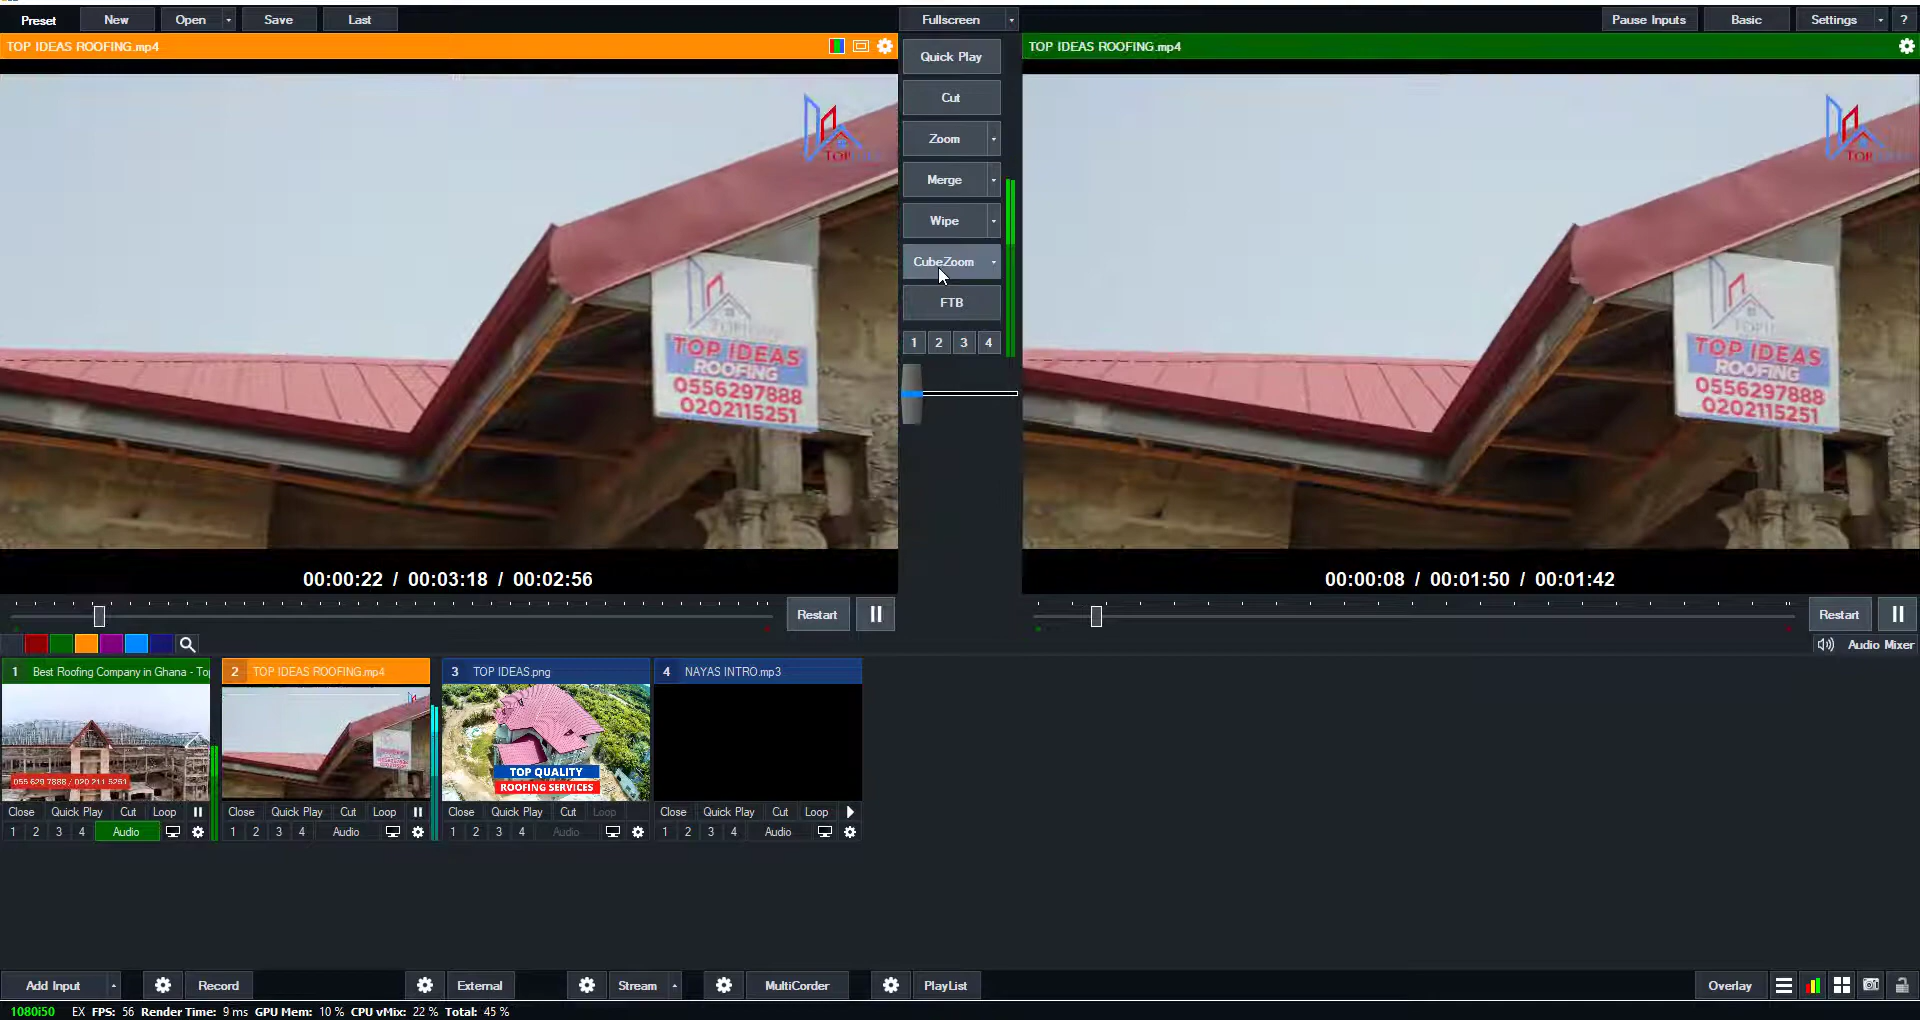 Preset
New
Open
Save
Last
Fullscreen
Pause Inputs
Basic
Settings
?
TOP IDEAS ROOFING.mp4
TOP IDEAS ROOFING.mp4
Quick Play
Cut
Zoom
Merge
Wipe
CubeZoom
FTB
1 2 3 4
TOP IDEAS
ROOFING
0556297888
0202115251
TOP IDEAS
ROOFING
0556297888
0202115251
00:00:22 / 00:03:18 / 00:02:56
00:00:08 / 00:01:50 / 00:01:42
Restart
Restart
Audio Mixer
1 Best Roofing Company in Ghana - Top
2 TOP IDEAS ROOFING.mp4
3 TOP IDEAS.png
4 NAYAS INTRO.mp3
055 629 7888 / 020 211 5251
TOP QUALITY
ROOFING SERVICES
Close Quick Play Cut Loop
Close Quick Play Cut Loop
Close Quick Play Cut Loop
Close Quick Play Cut Loop
1 2 3 4 Audio
1 2 3 4 Audio
1 2 3 4 Audio
1 2 3 4 Audio
Add Input
Record
External
Stream
MultiCorder
PlayList
Overlay
1080i50 EX FPS: 56 Render Time: 9 ms GPU Mem: 10 % CPU vMix: 22 % Total: 45 %